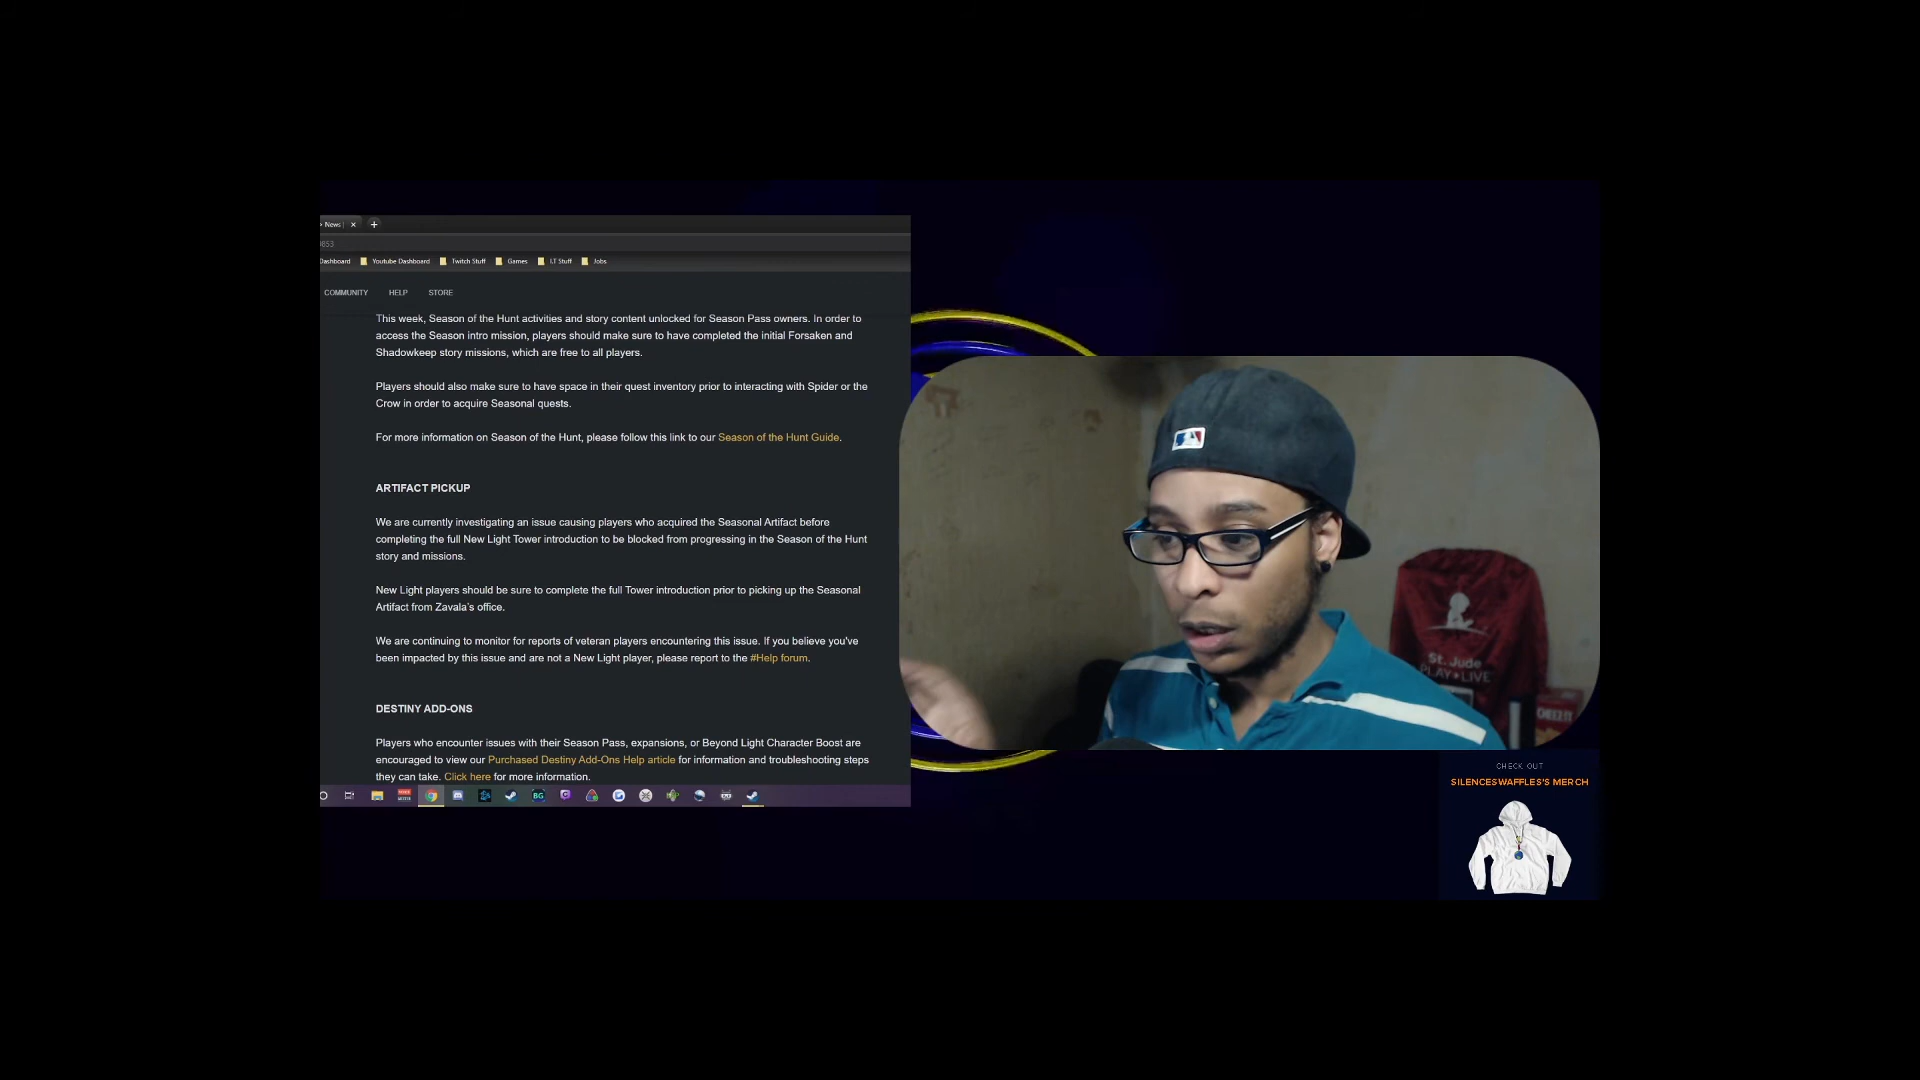 News |
853
Dashboard Youtube Dashboard Twitch Stuff Games I.T Stuff Jobs
COMMUNITY HELP STORE
This week, Season of the Hunt activities and story content unlocked for Season Pass owners. In order to
access the Season intro mission, players should make sure to have completed the initial Forsaken and
Shadowkeep story missions, which are free to all players.
Players should also make sure to have space in their quest inventory prior to interacting with Spider or the
Crow in order to acquire Seasonal quests.
For more information on Season of the Hunt, please follow this link to our Season of the Hunt Guide.
ARTIFACT PICKUP
We are currently investigating an issue causing players who acquired the Seasonal Artifact before
completing the full New Light Tower introduction to be blocked from progressing in the Season of the Hunt
story and missions.
New Light players should be sure to complete the full Tower introduction prior to picking up the Seasonal
Artifact from Zavala's office.
We are continuing to monitor for reports of veteran players encountering this issue. If you believe you've
been impacted by this issue and are not a New Light player, please report to the #Help forum.
DESTINY ADD-ONS
Players who encounter issues with their Season Pass, expansions, or Beyond Light Character Boost are
encouraged to view our Purchased Destiny Add-Ons Help article for information and troubleshooting steps
they can take. Click here for more information.
BG
St. Jude
PLAY LIVE
CHEEZ-IT
CHECK OUT
SILENCESWAFFLES'S MERCH